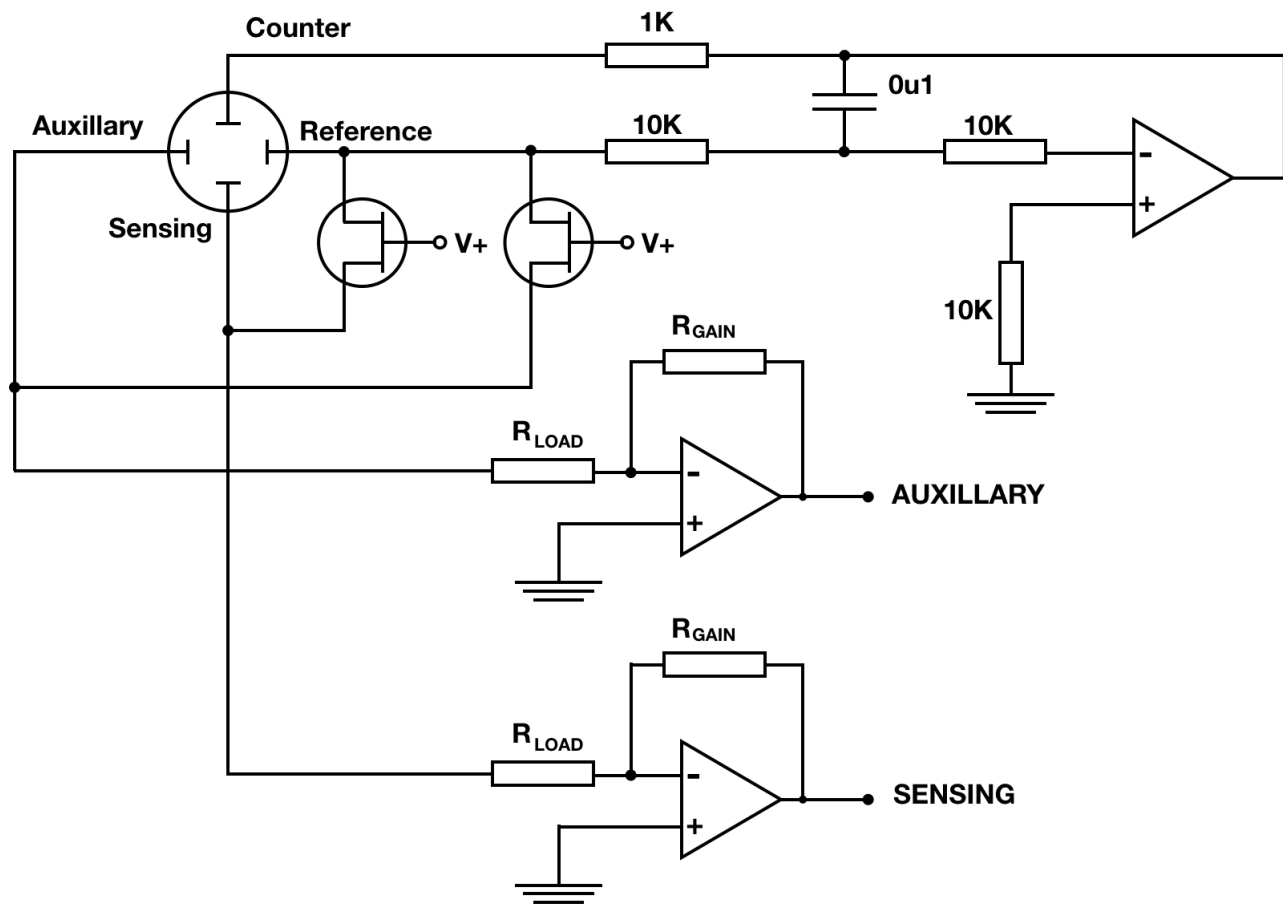 Counter
1K
0u1
Auxillary
Reference
10K
10K
-
+
Sensing
V+
V+
10K
RGAIN
RLOAD
-
+
AUXILLARY
RGAIN
RLOAD
-
+
SENSING